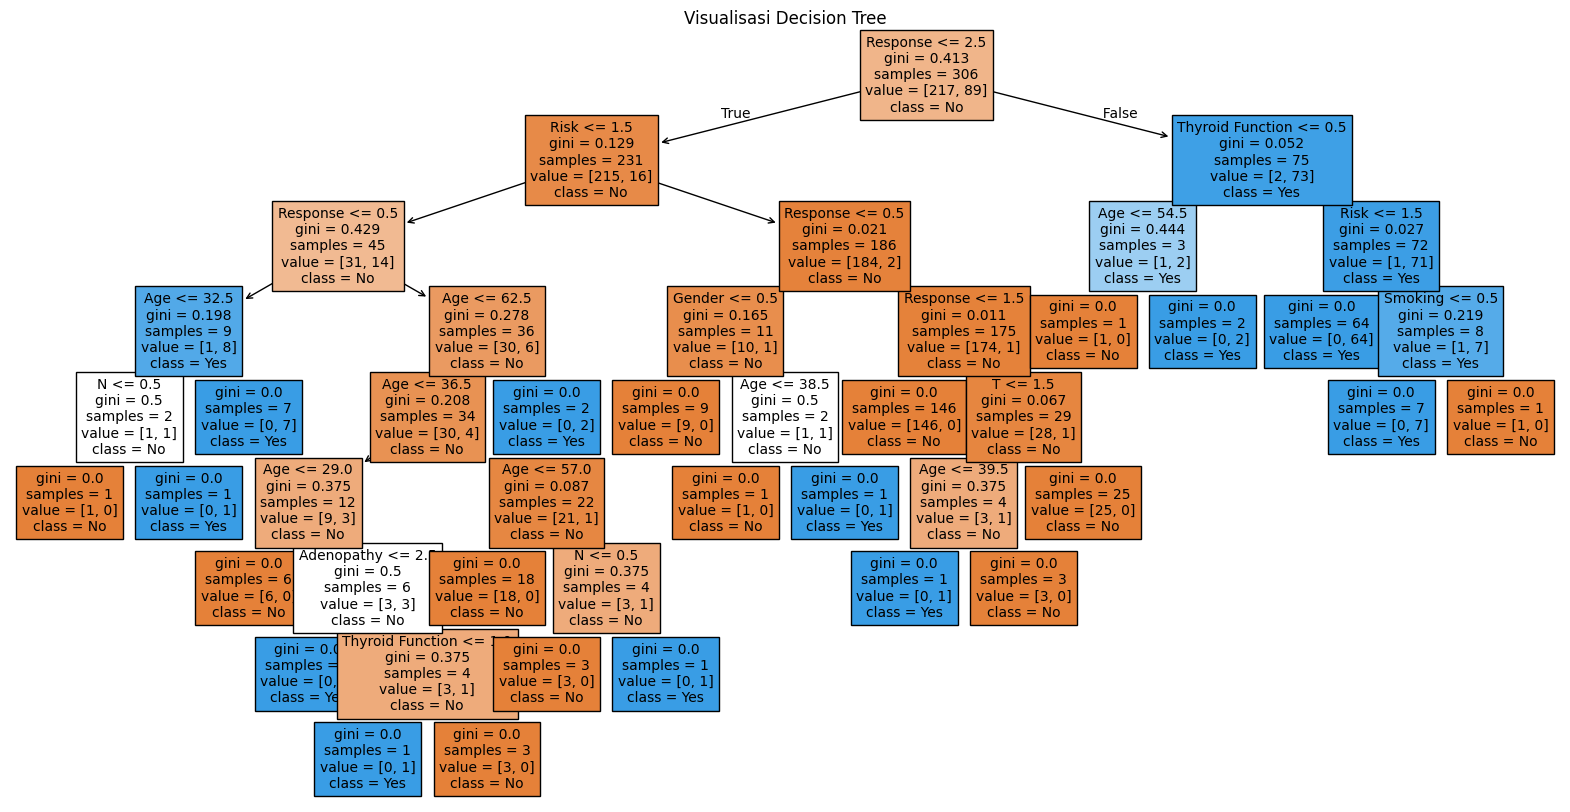 Visualisasi Decision Tree
Response <= 2.5
gini = 0.413
samples = 306
value = [217, 89]
class = No
True
False
Risk <= 1.5
gini = 0.129
samples = 231
value = [215, 16]
class = No
Thyroid Function <= 0.5
gini = 0.052
samples = 75
value = [2, 73]
class = Yes
Response <= 0.5
gini = 0.429
samples = 45
value = [31, 14]
class = No
Response <= 0.5
gini = 0.021
samples = 186
value = [184, 2]
class = No
Age <= 54.5
gini = 0.444
samples = 3
value = [1, 2]
class = Yes
Risk <= 1.5
gini = 0.027
samples = 72
value = [1, 71]
class = Yes
Age <= 32.5
gini = 0.198
samples = 9
value = [1, 8]
class = Yes
Age <= 62.5
gini = 0.278
samples = 36
value = [30, 6]
class = No
Gender <= 0.5
gini = 0.165
samples = 11
value = [10, 1]
class = No
Response <= 1.5
gini = 0.011
samples = 175
value = [174, 1]
class = No
gini = 0.0
samples = 1
value = [1, 0]
class = No
gini = 0.0
samples = 2
value = [0, 2]
class = Yes
gini = 0.0
samples = 64
value = [0, 64]
class = Yes
Smoking <= 0.5
gini = 0.219
samples = 8
value = [1, 7]
class = Yes
N <= 0.5
gini = 0.5
samples = 2
value = [1, 1]
class = No
gini = 0.0
samples = 7
value = [0, 7]
class = Yes
Age <= 36.5
gini = 0.208
samples = 34
value = [30, 4]
class = No
gini = 0.0
samples = 2
value = [0, 2]
class = Yes
gini = 0.0
samples = 9
value = [9, 0]
class = No
Age <= 38.5
gini = 0.5
samples = 2
value = [1, 1]
class = No
gini = 0.0
samples = 146
value = [146, 0]
class = No
T <= 1.5
gini = 0.067
samples = 29
value = [28, 1]
class = No
gini = 0.0
samples = 7
value = [0, 7]
class = Yes
gini = 0.0
samples = 1
value = [1, 0]
class = No
gini = 0.0
samples = 1
value = [1, 0]
class = No
gini = 0.0
samples = 1
value = [0, 1]
class = Yes
Age <= 29.0
gini = 0.375
samples = 12
value = [9, 3]
class = No
Age <= 57.0
gini = 0.087
samples = 22
value = [21, 1]
class = No
gini = 0.0
samples = 1
value = [1, 0]
class = No
gini = 0.0
samples = 1
value = [0, 1]
class = Yes
Age <= 39.5
gini = 0.375
samples = 4
value = [3, 1]
class = No
gini = 0.0
samples = 25
value = [25, 0]
class = No
gini = 0.0
samples = 6
value = [6, 0
class = No
Adenopathy <= 2.5
gini = 0.5
samples = 6
value = [3, 3]
class = No
gini = 0.0
samples = 18
value = [18, 0]
class = No
N <= 0.5
gini = 0.375
samples = 4
value = [3, 1]
class = No
gini = 0.0
samples = 1
value = [0, 1]
class = Yes
gini = 0.0
samples = 3
value = [3, 0]
class = No
gini = 0.0
samples =
value = [0,
class = Ye
Thyroid Function <=
gini = 0.375
samples = 4
value = [3, 1]
class = No
gini = 0.0
samples = 3
value = [3, 0]
class = No
gini = 0.0
samples = 1
value = [0, 1]
class = Yes
gini = 0.0
samples = 1
value = [0, 1]
class = Yes
gini = 0.0
samples = 3
value = [3, 0]
class = No